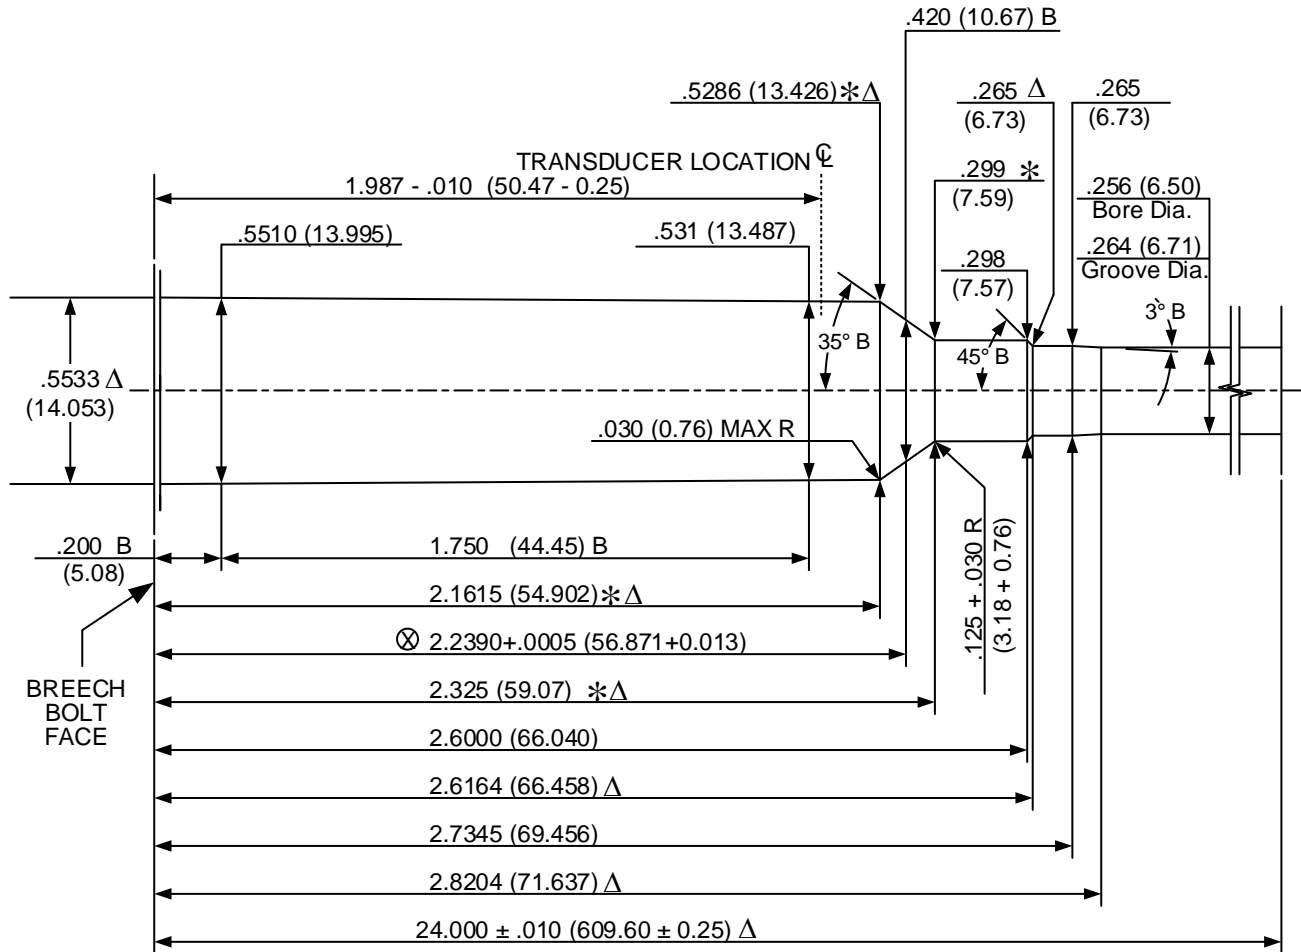 .420 (10.67) B
.5286 (13.426)*Δ
.265 Δ
(6.73)
.265
(6.73)
TRANSDUCER LOCATION ℄
1.987 - .010 (50.47 - 0.25)
.299 *
(7.59)
.256 (6.50)
Bore Dia.
.5510 (13.995)
.531 (13.487)
.298
(7.57)
.264 (6.71)
Groove Dia.
3° B
35° B
45° B
.5533 Δ
(14.053)
.030 (0.76) MAX R
.125 + .030 R
(3.18 + 0.76)
.200 B
(5.08)
1.750 (44.45) B
2.1615 (54.902)*Δ
ⓧ 2.2390+.0005 (56.871+0.013)
BREECH
BOLT
FACE
2.325 (59.07) *Δ
2.6000 (66.040)
2.6164 (66.458) Δ
2.7345 (69.456)
2.8204 (71.637) Δ
24.000 ± .010 (609.60 ± 0.25) Δ